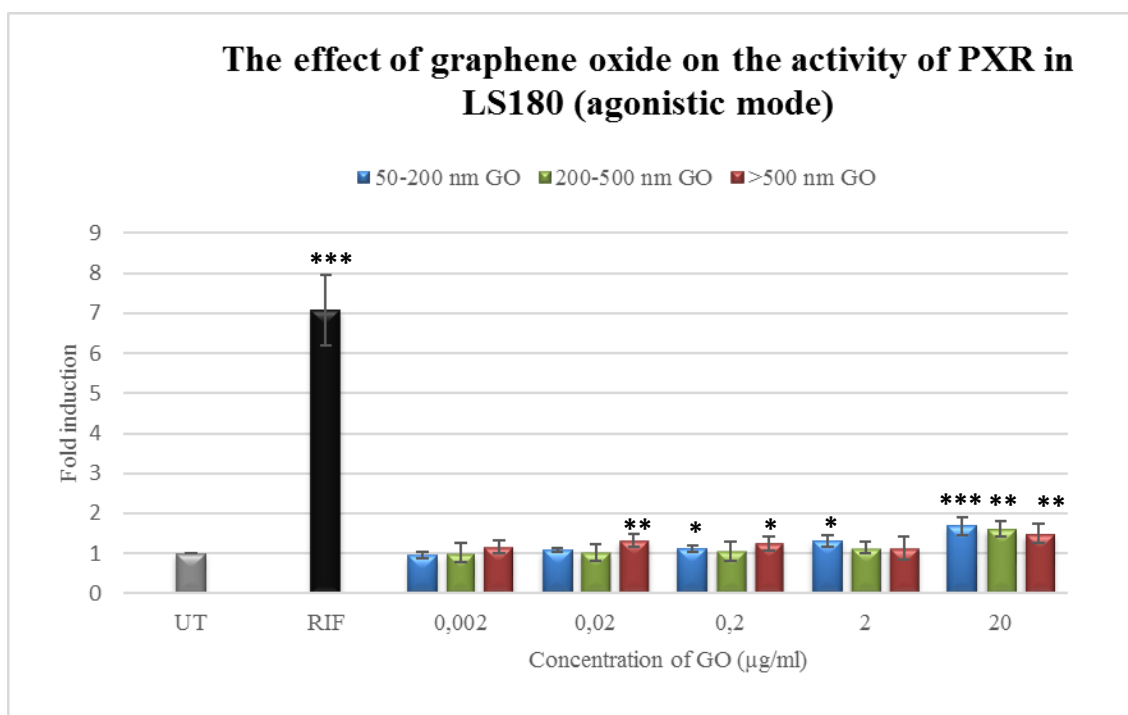 The effect of graphene oxide on the activity of PXR in
LS180 (agonistic mode)
50-200 nm GO 200-500 nm GO >500 nm GO
9
***
8
7
6
5
4
3
Fold induction
2
*** ** **
** * * *
1
0
UT RIF 0,002 0,02 0,2 2 20
Concentration of GO (µg/ml)